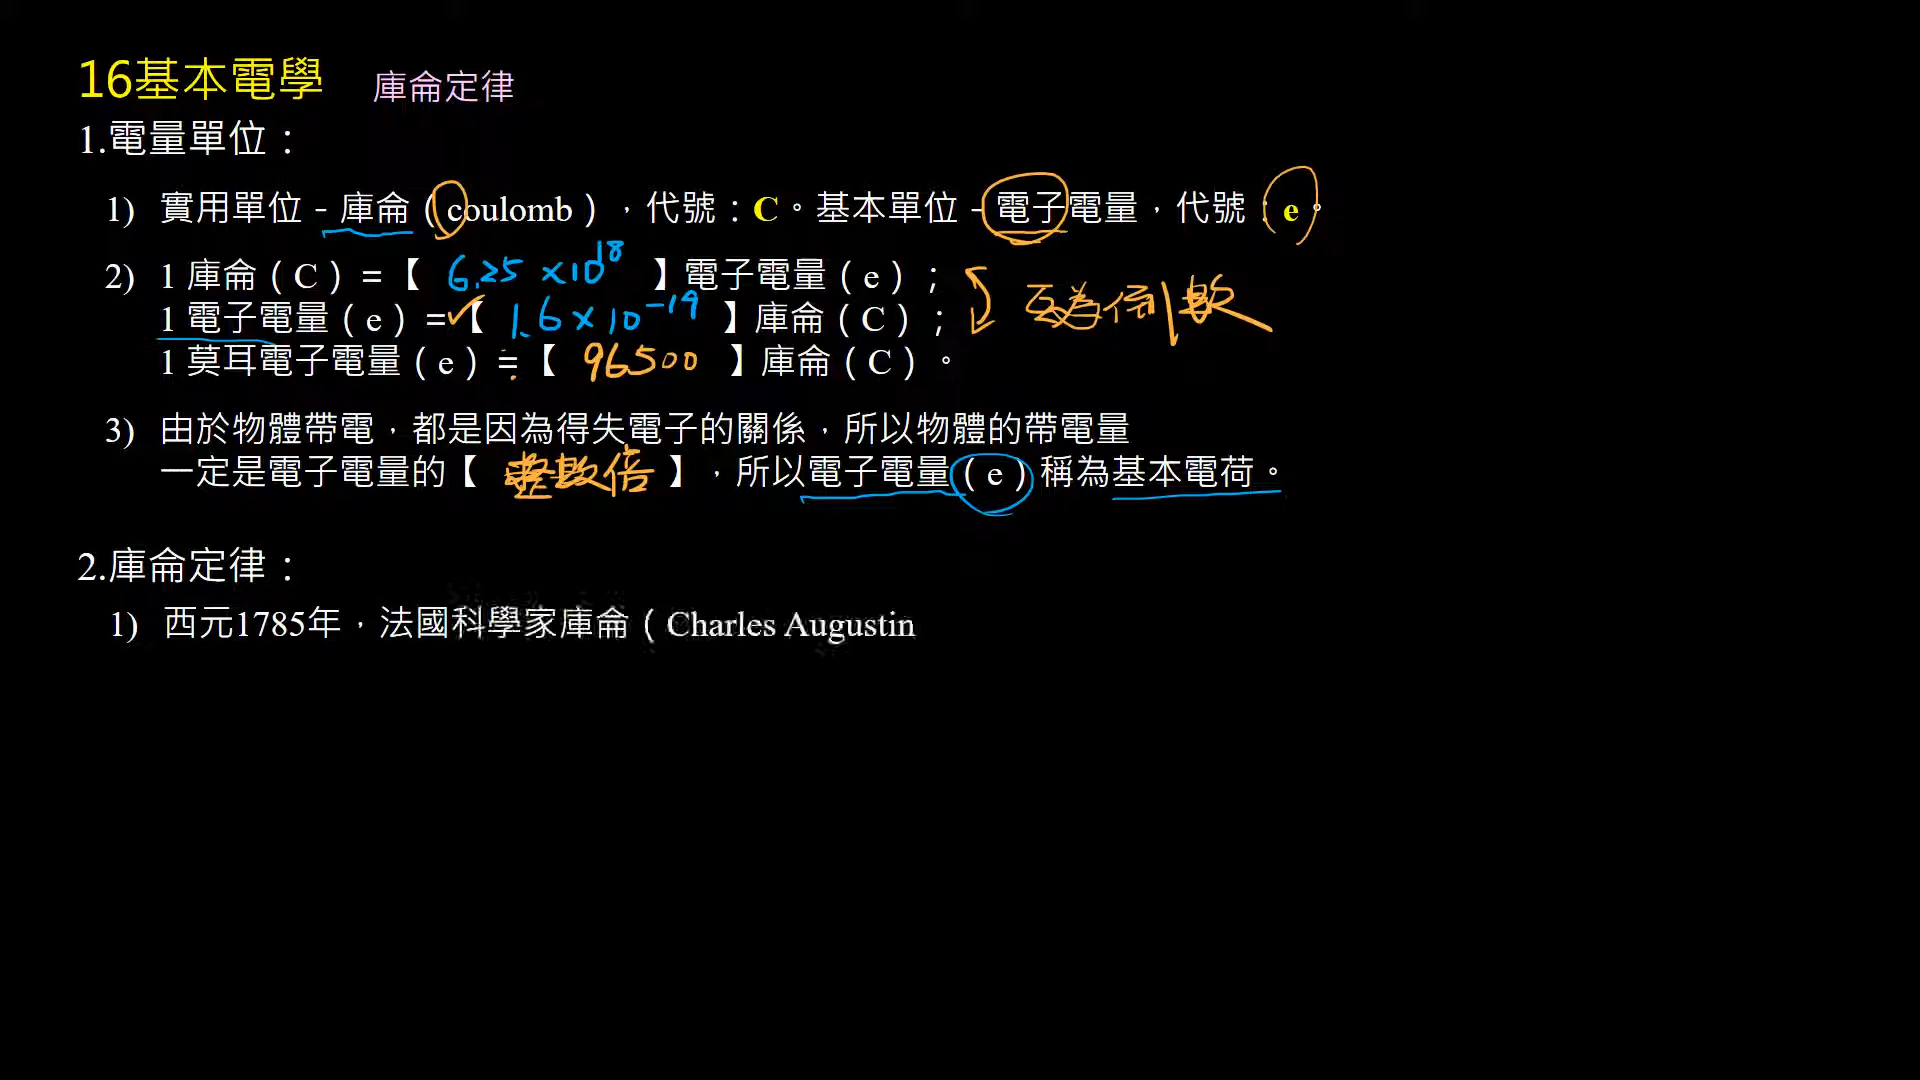 16基本電學 庫侖定律
1.電量單位：
1) 實用單位－庫侖（coulomb），代號：C。基本單位－電子電量，代號：e。
2) 1 庫侖（C）＝【 6.25 ×10^18 】電子電量（e）；
1 電子電量（e）＝【 1.6×10^-19 】庫侖（C）； 互為倒數
1 莫耳電子電量（e）＝【 96500 】庫侖（C）。
3) 由於物體帶電，都是因為得失電子的關係，所以物體的帶電量
一定是電子電量的【 整數倍 】，所以電子電量（e）稱為基本電荷。
2.庫侖定律：
1) 西元1785年，法國科學家庫侖（Charles Augustin